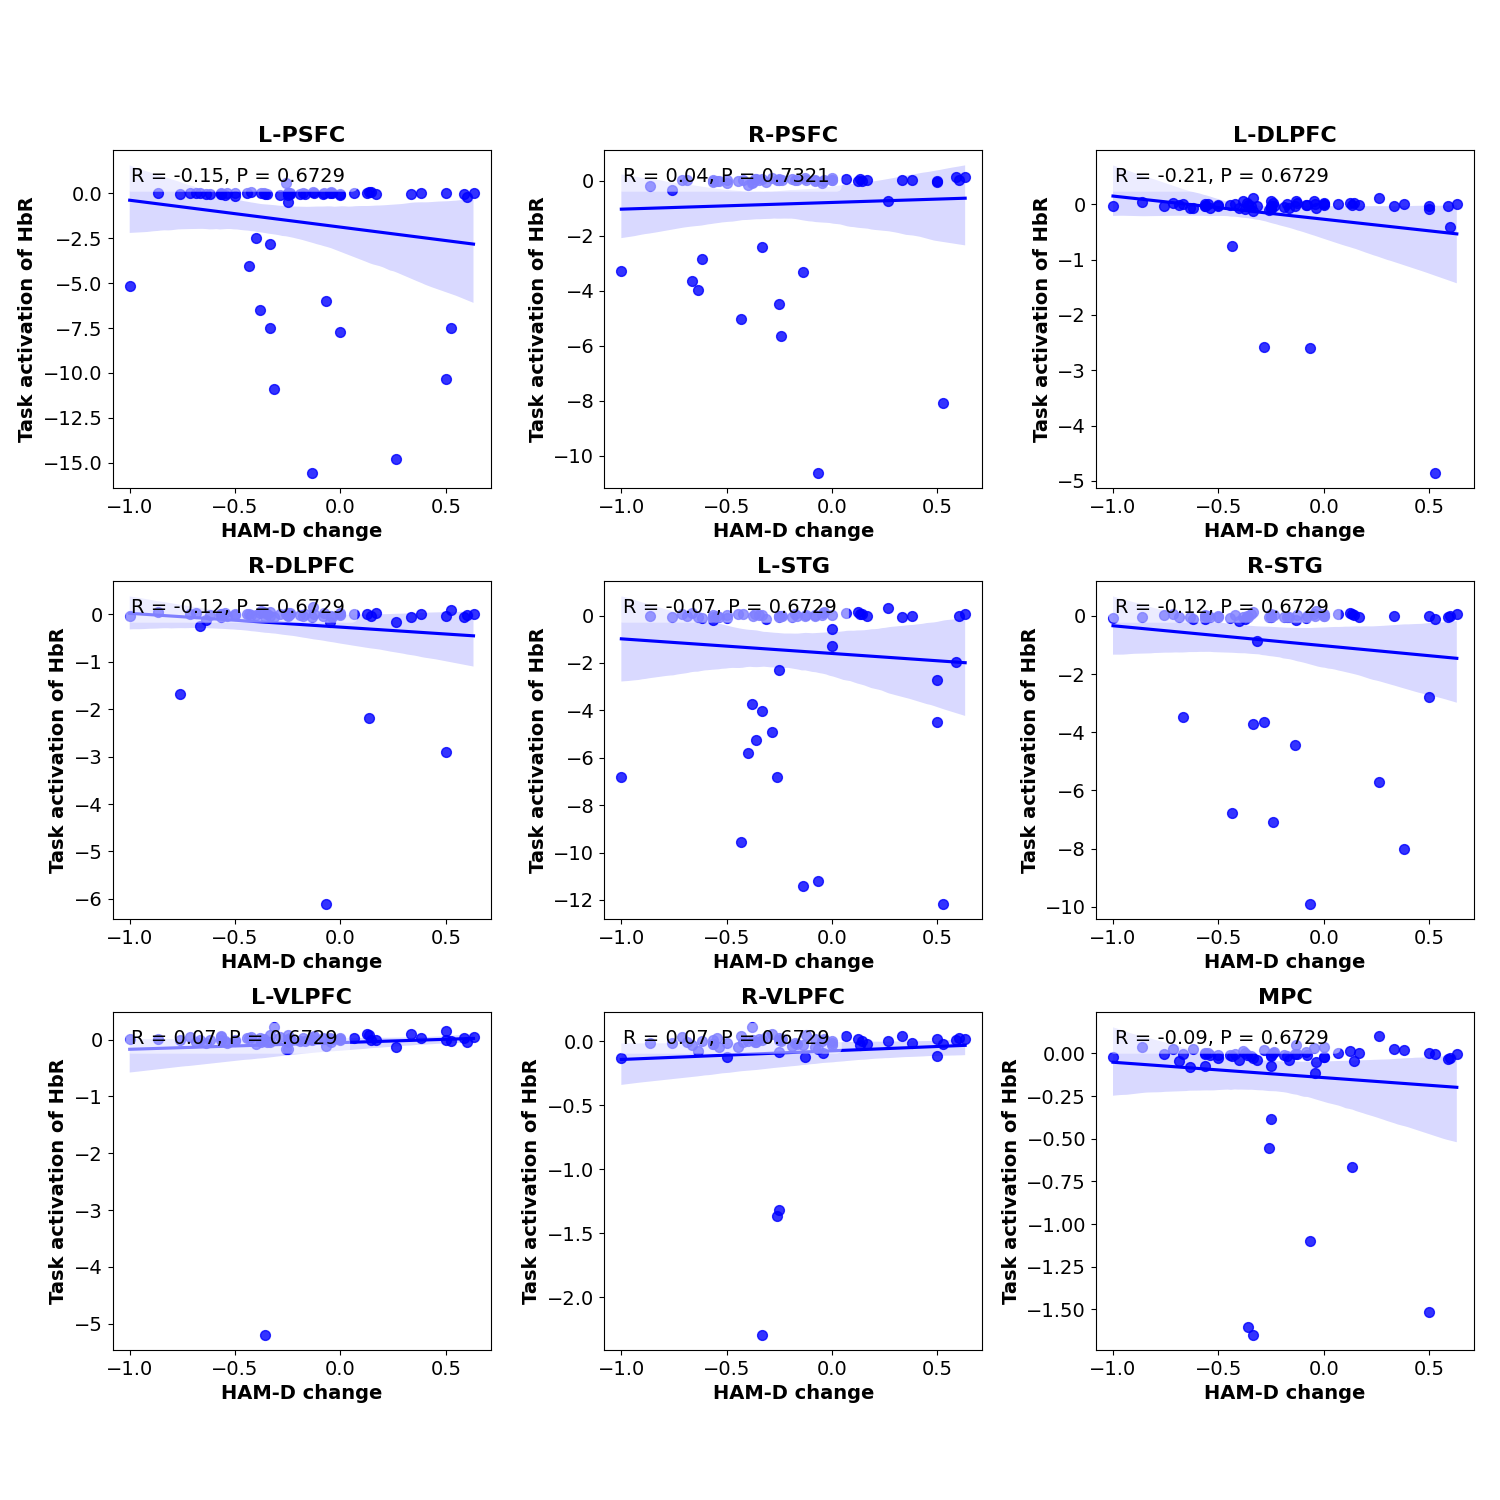 L-PSFC
R = -0.15, P = 0.6729
Task activation of HbR
0.0
−2.5
−5.0
−7.5
−10.0
−12.5
−15.0
−1.0 −0.5 0.0 0.5
HAM-D change
R-PSFC
R = 0.04, P = 0.7321
Task activation of HbR
0
−2
−4
−6
−8
−10
−1.0 −0.5 0.0 0.5
HAM-D change
L-DLPFC
R = -0.21, P = 0.6729
Task activation of HbR
0
−1
−2
−3
−4
−5
−1.0 −0.5 0.0 0.5
HAM-D change
R-DLPFC
R = -0.12, P = 0.6729
Task activation of HbR
0
−1
−2
−3
−4
−5
−6
−1.0 −0.5 0.0 0.5
HAM-D change
L-STG
R = -0.07, P = 0.6729
Task activation of HbR
0
−2
−4
−6
−8
−10
−12
−1.0 −0.5 0.0 0.5
HAM-D change
R-STG
R = -0.12, P = 0.6729
Task activation of HbR
0
−2
−4
−6
−8
−10
−1.0 −0.5 0.0 0.5
HAM-D change
L-VLPFC
R = 0.07, P = 0.6729
Task activation of HbR
0
−1
−2
−3
−4
−5
−1.0 −0.5 0.0 0.5
HAM-D change
R-VLPFC
R = 0.07, P = 0.6729
Task activation of HbR
0.0
−0.5
−1.0
−1.5
−2.0
−1.0 −0.5 0.0 0.5
HAM-D change
MPC
R = -0.09, P = 0.6729
Task activation of HbR
0.00
−0.25
−0.50
−0.75
−1.00
−1.25
−1.50
−1.0 −0.5 0.0 0.5
HAM-D change